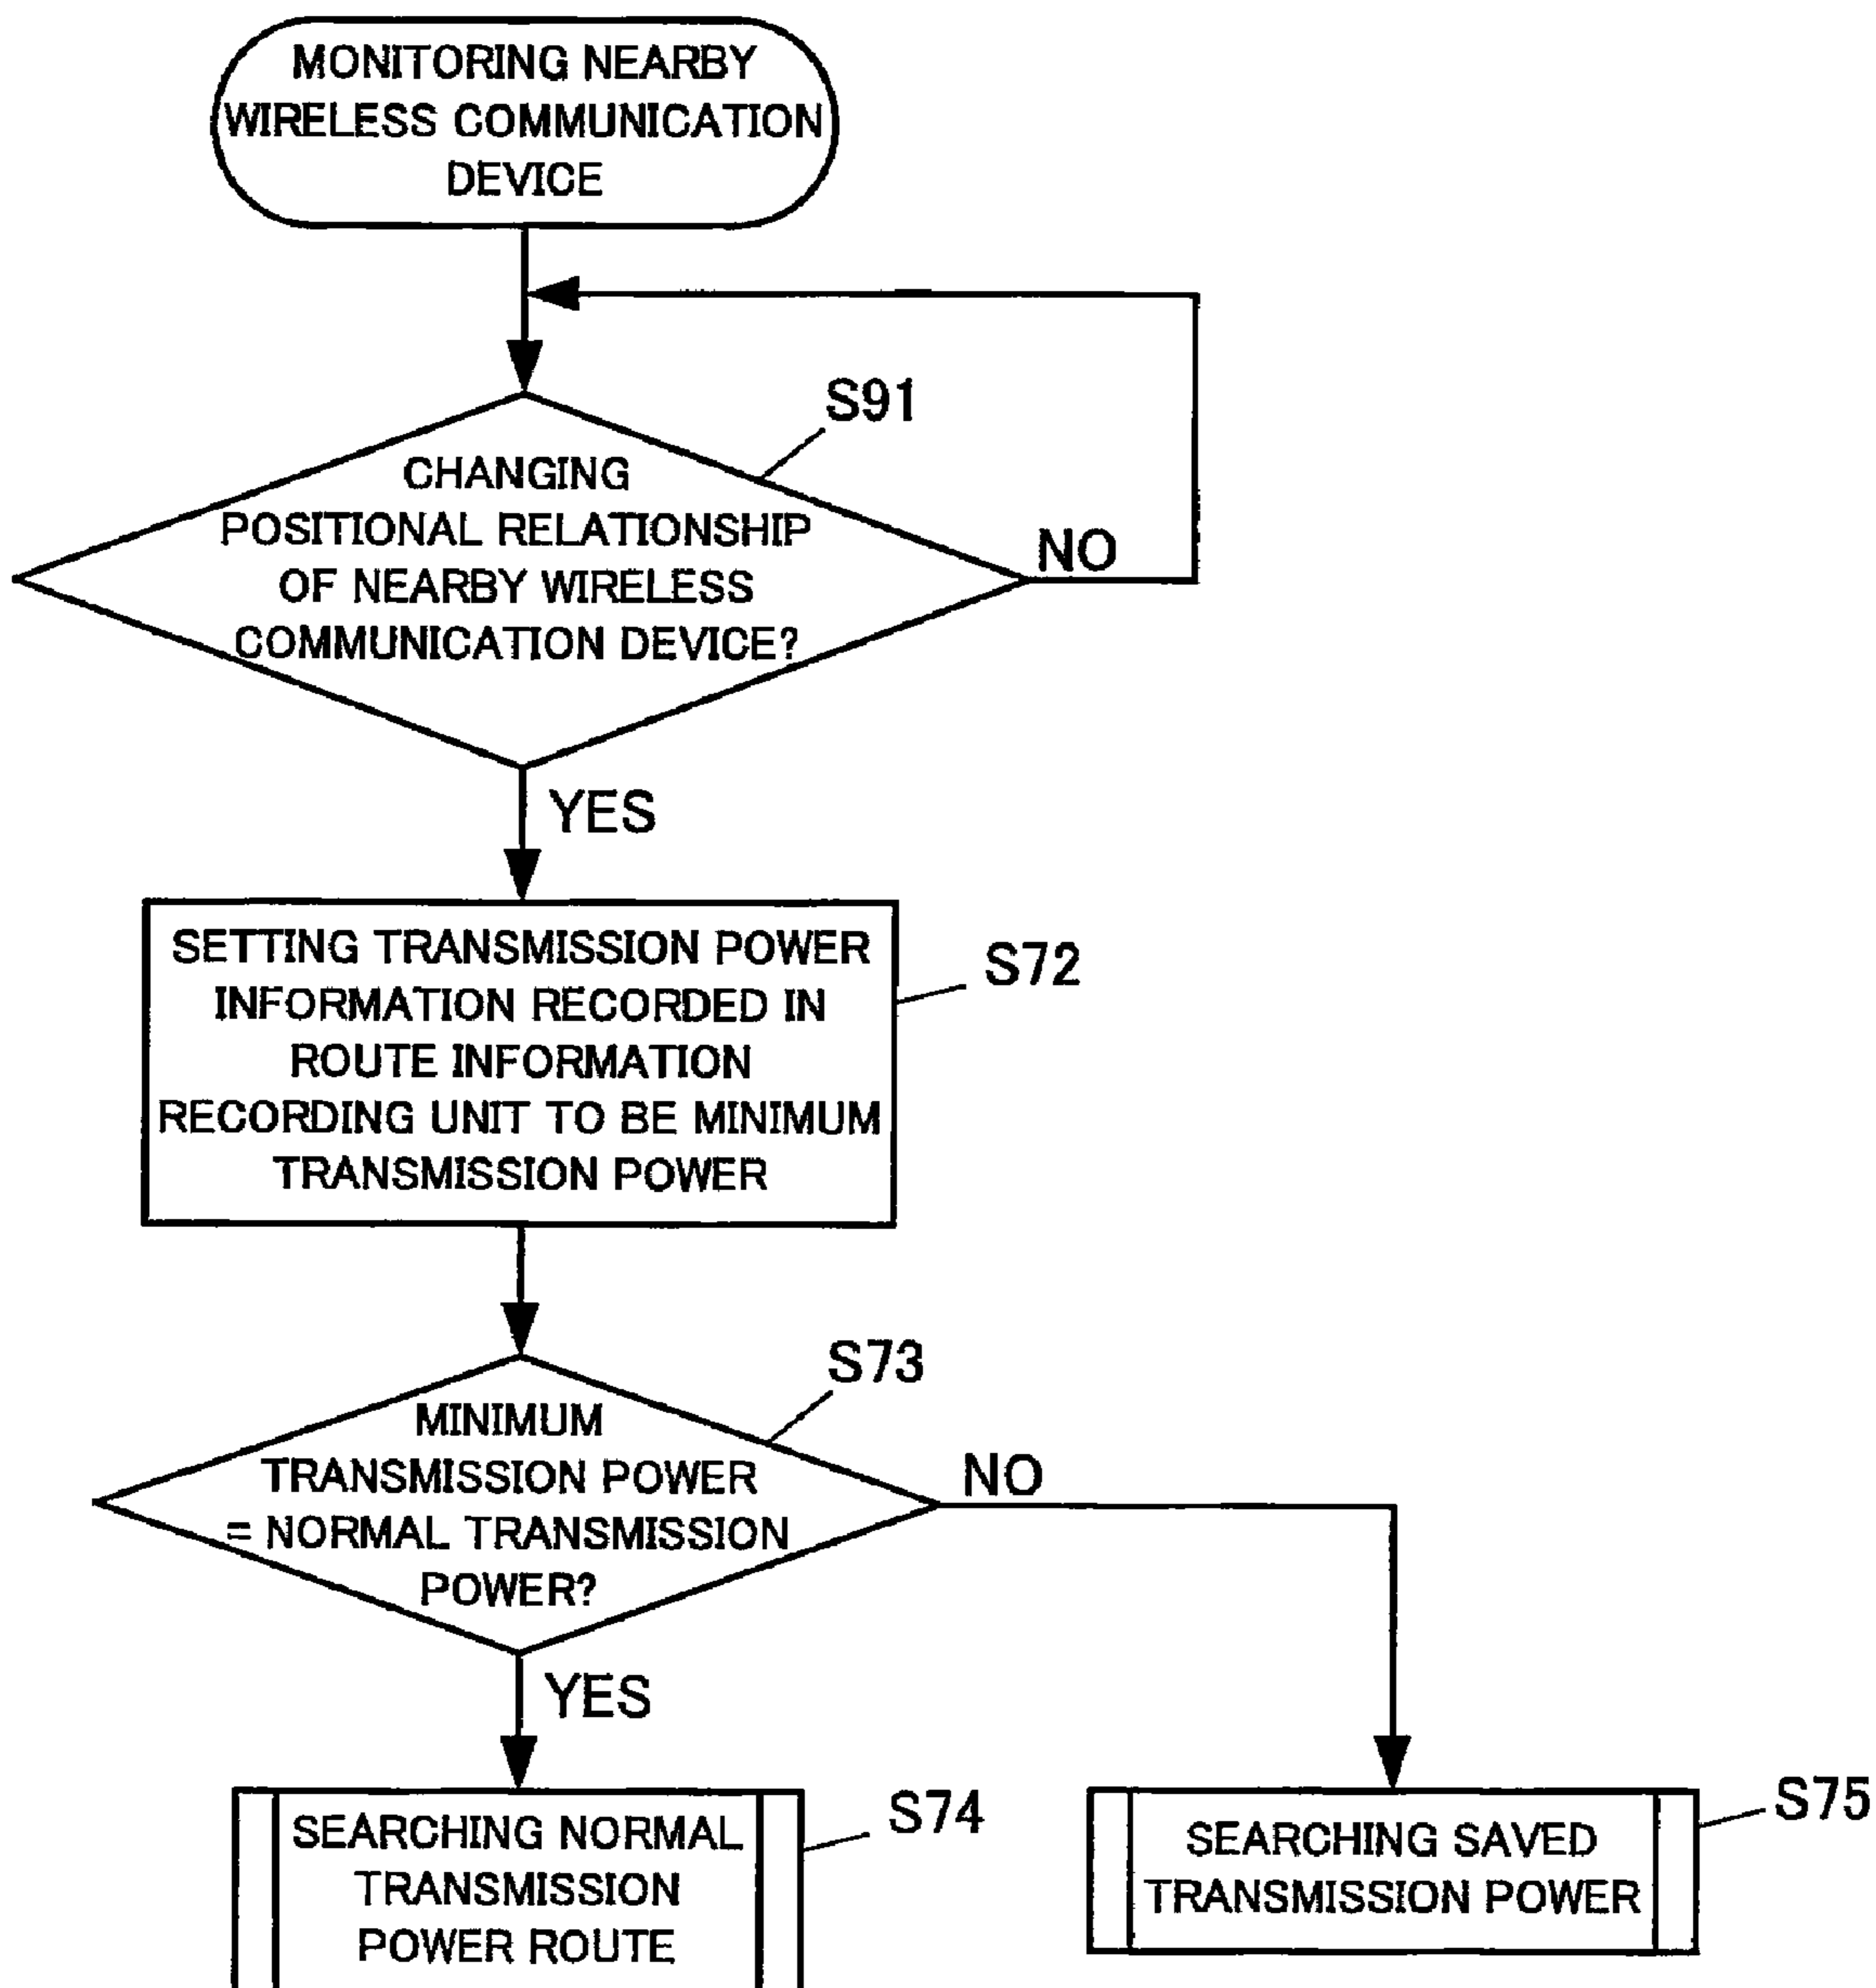 MONITORING NEARBY
WIRELESS COMMUNICATION
DEVICE
S91
CHANGING
POSITIONAL RELATIONSHIP
OF NEARBY WIRELESS
COMMUNICATION DEVICE?
NO
YES
S72
SETTING TRANSMISSION POWER
INFORMATION RECORDED IN
ROUTE INFORMATION
RECORDING UNIT TO BE MINIMUM
TRANSMISSION POWER
S73
MINIMUM
TRANSMISSION POWER
= NORMAL TRANSMISSION
POWER?
NO
YES
S74
SEARCHING NORMAL
TRANSMISSION
POWER ROUTE
S75
SEARCHING SAVED
TRANSMISSION POWER